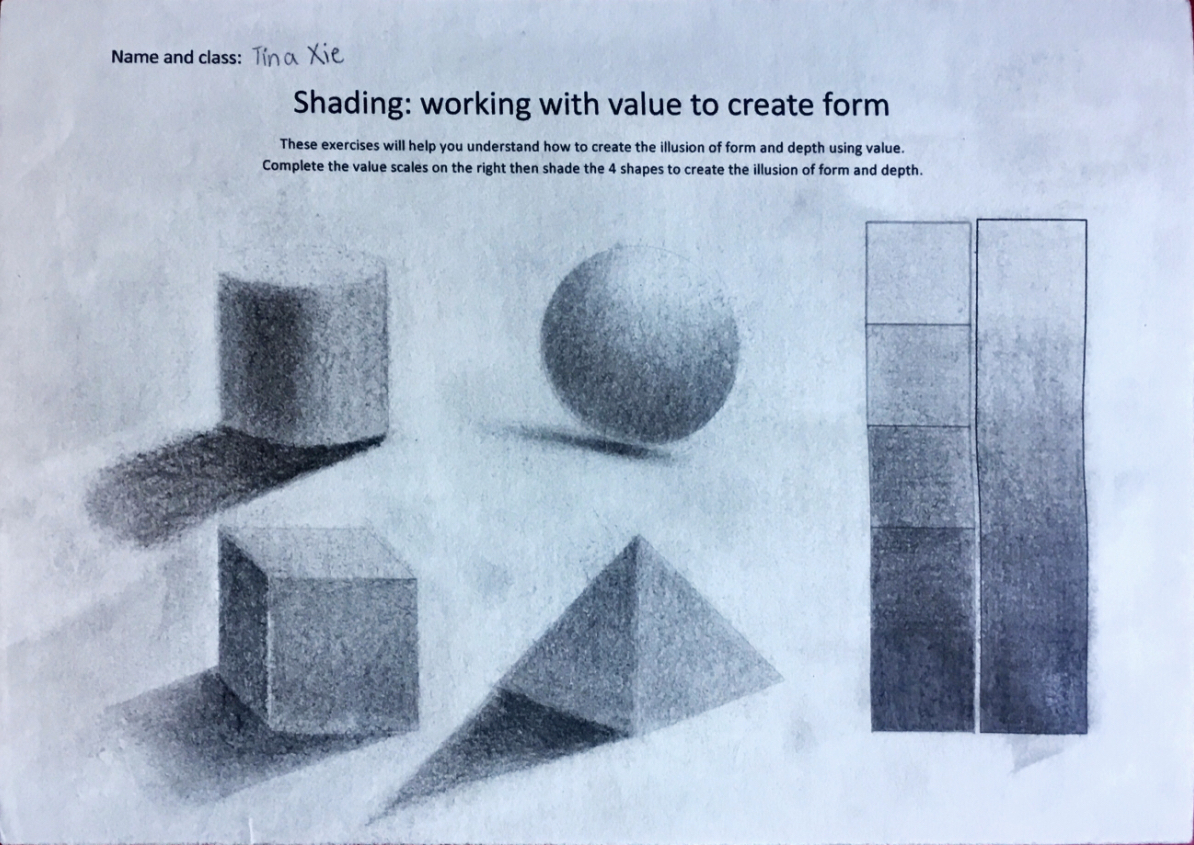 Name and class: Tina Xie
Shading: working with value to create form
These exercises will help you understand how to create the illusion of form and depth using value.
Complete the value scales on the right then shade the 4 shapes to create the illusion of form and depth.